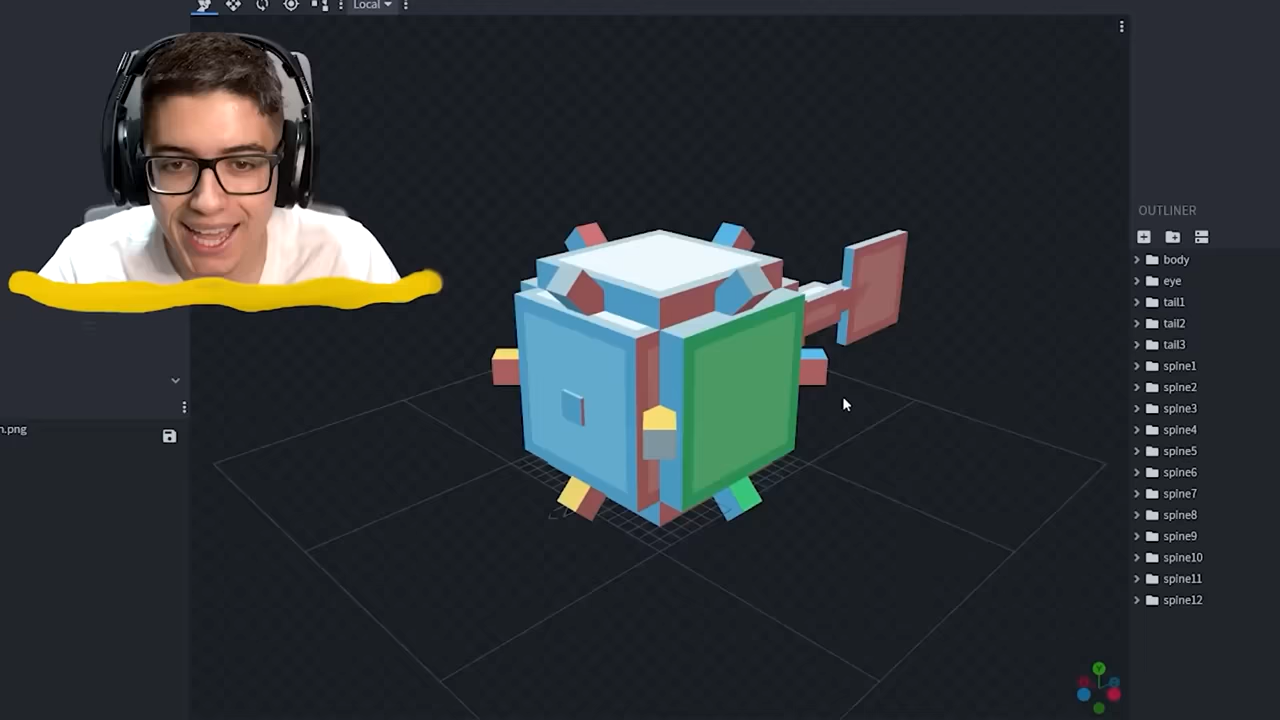 Local
OUTLINER
body
eye
tail1
tail2
tail3
spine1
spine2
spine3
spine4
spine5
spine6
spine7
spine8
spine9
spine10
spine11
spine12
n.png